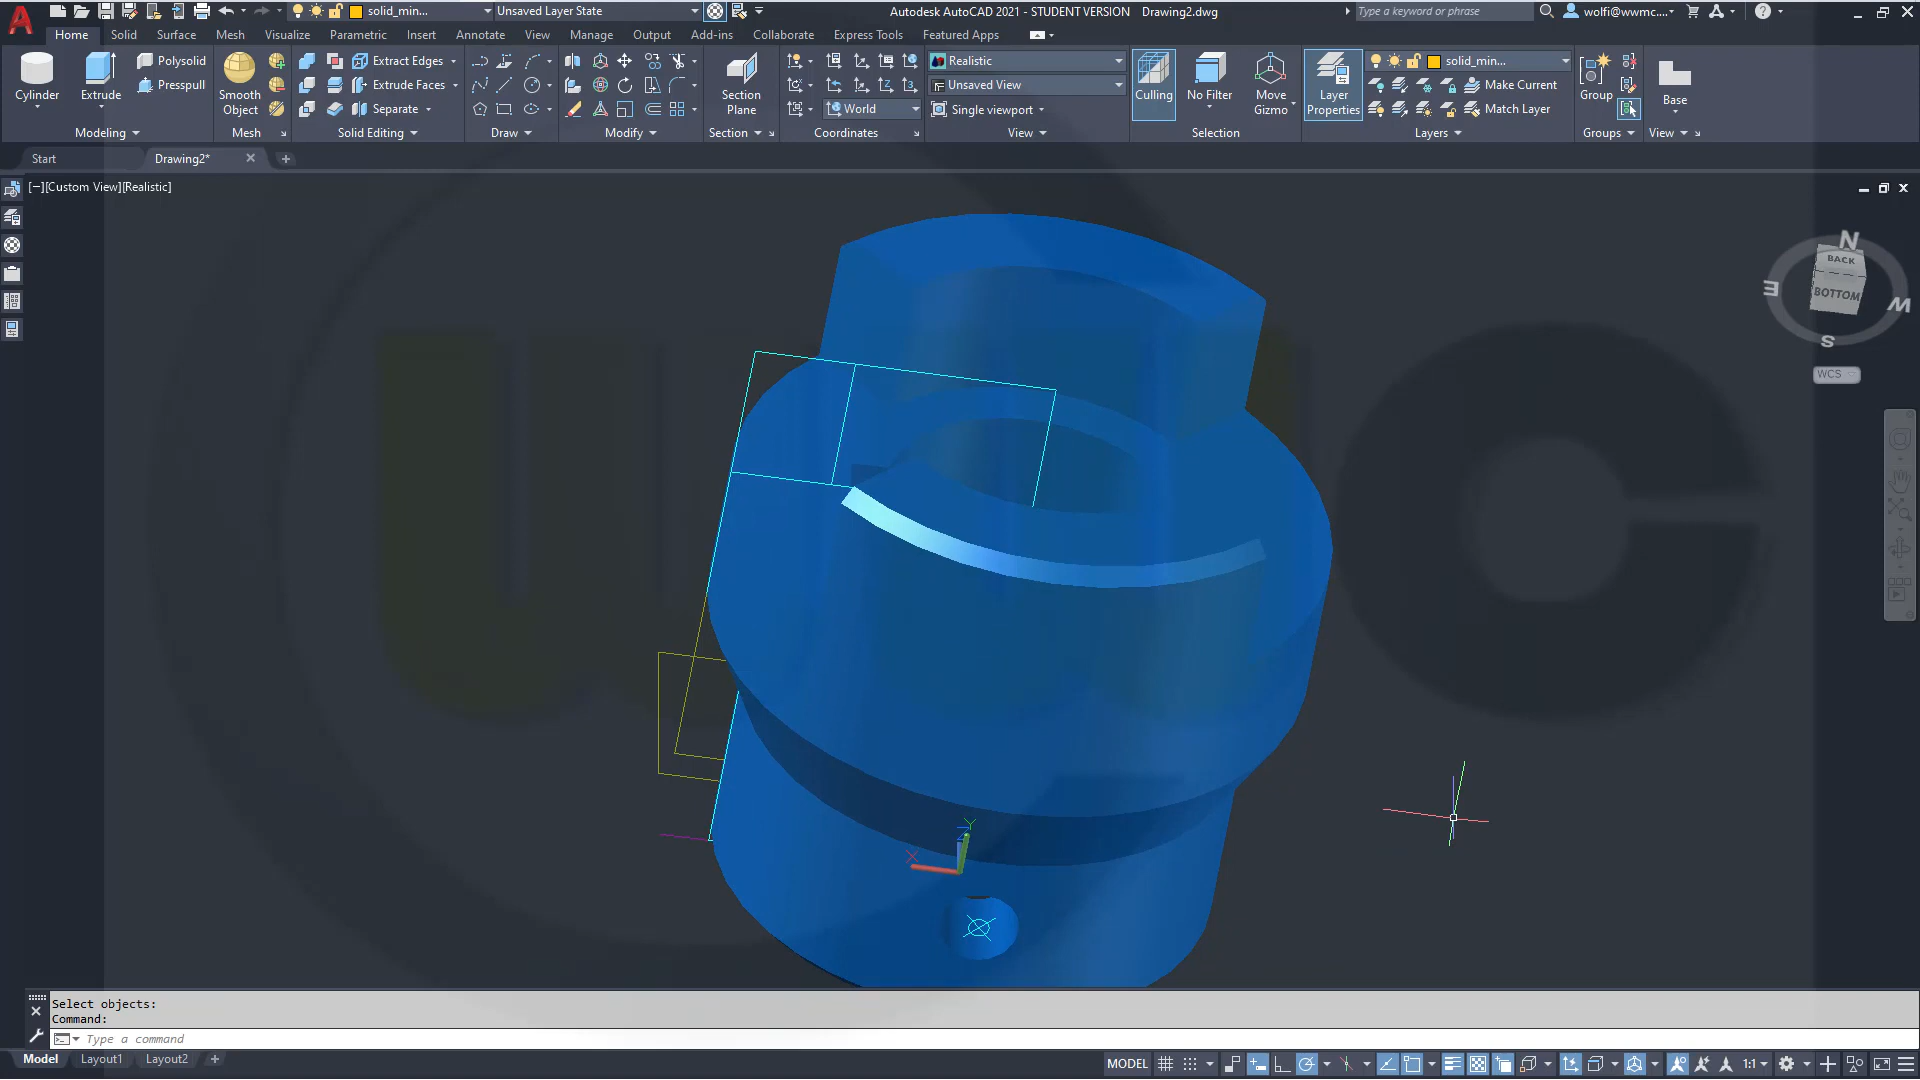 solid_min...
Unsaved Layer State
Autodesk AutoCAD 2021 - STUDENT VERSION Drawing2.dwg
Type a keyword or phrase
wolfi@wwmc....
Home Solid Surface Mesh Visualize Parametric Insert Annotate View Manage Output Add-ins Collaborate Express Tools Featured Apps
Cylinder
Extrude
Polysolid
Presspull
Modeling
Smooth Object
Mesh
Extract Edges
Extrude Faces
Separate
Solid Editing
Draw
Modify
Section Plane
Section
World
Coordinates
Realistic
Unsaved View
Single viewport
View
Culling
No Filter
Move Gizmo
Selection
Layer Properties
solid_min...
Make Current
Match Layer
Layers
Group
Groups
Base
View
Start
Drawing2*
[−][Custom View][Realistic]
N
BACK
BOTTOM
E
W
S
WCS
X
Y
Z
Select objects:
Command:
Type a command
Model Layout1 Layout2
MODEL
1:1